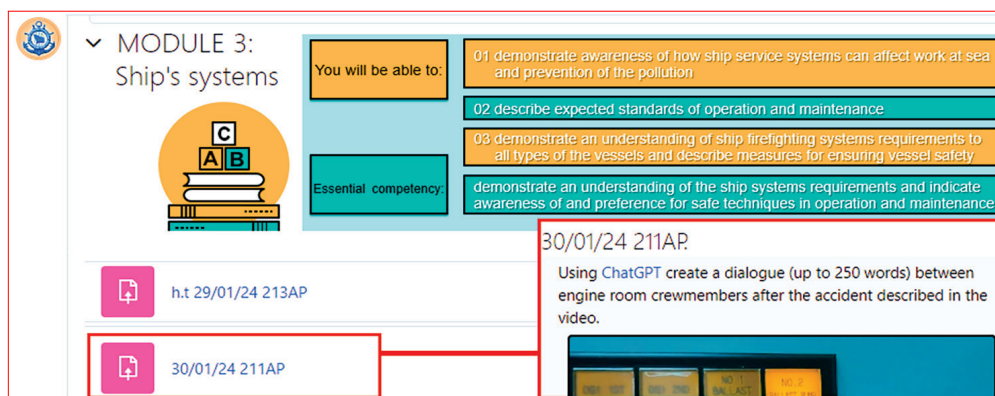 MODULE 3:
Ship's systems
You will be able to:
01 demonstrate awareness of how ship service systems can affect work at sea
and prevention of the pollution
02 describe expected standards of operation and maintenance
03 demonstrate an understanding of ship firefighting systems requirements to
all types of the vessels and describe measures for ensuring vessel safety
Essential competency:
demonstrate an understanding of the ship systems requirements and indicate
awareness of and preference for safe techniques in operation and maintenance
C
A B
h.t 29/01/24 213AP
30/01/24 211AP
30/01/24 211AP.
Using ChatGPT create a dialogue (up to 250 words) between
engine room crewmembers after the accident described in the
video.
NO.1
BALLAST
NO.2